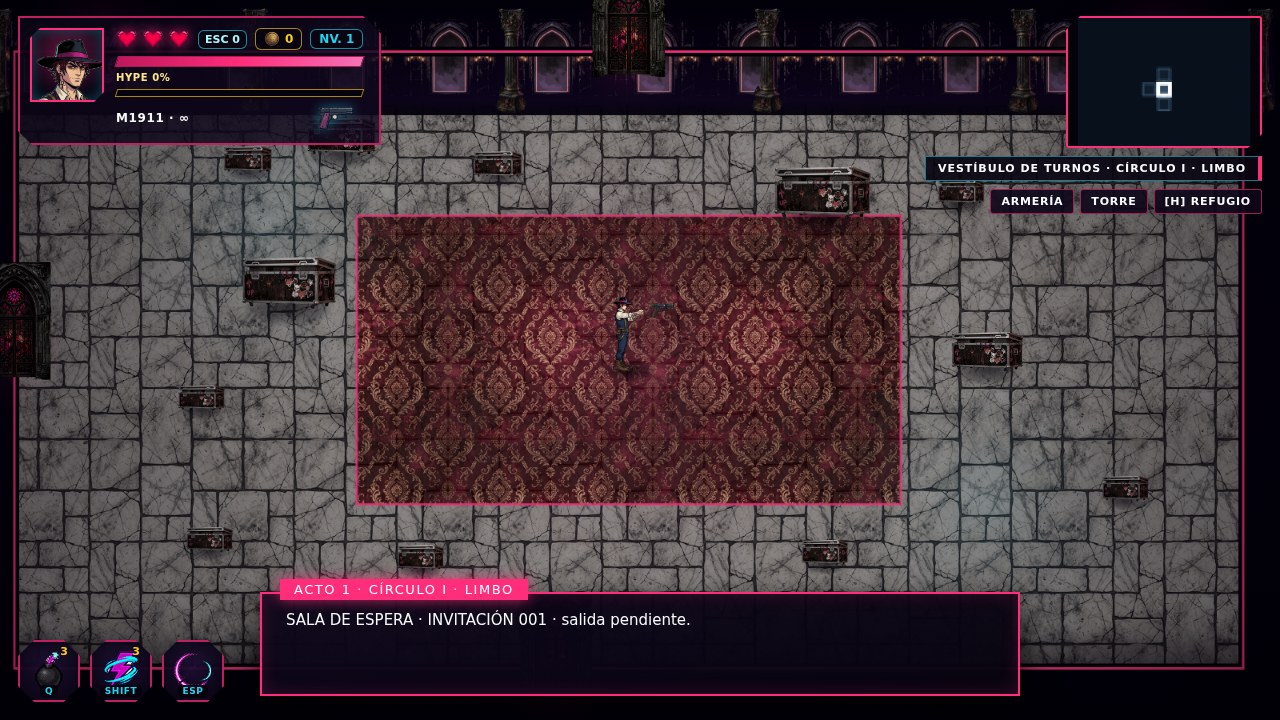 ESC 0
0
NV. 1
HYPE 0%
M1911 · ∞
VESTÍBULO DE TURNOS · CÍRCULO I · LIMBO
ARMERÍA
TORRE
[H] REFUGIO
ACTO 1 · CÍRCULO I · LIMBO
SALA DE ESPERA · INVITACIÓN 001 · salida pendiente.
3
Q
3
SHIFT
ESP